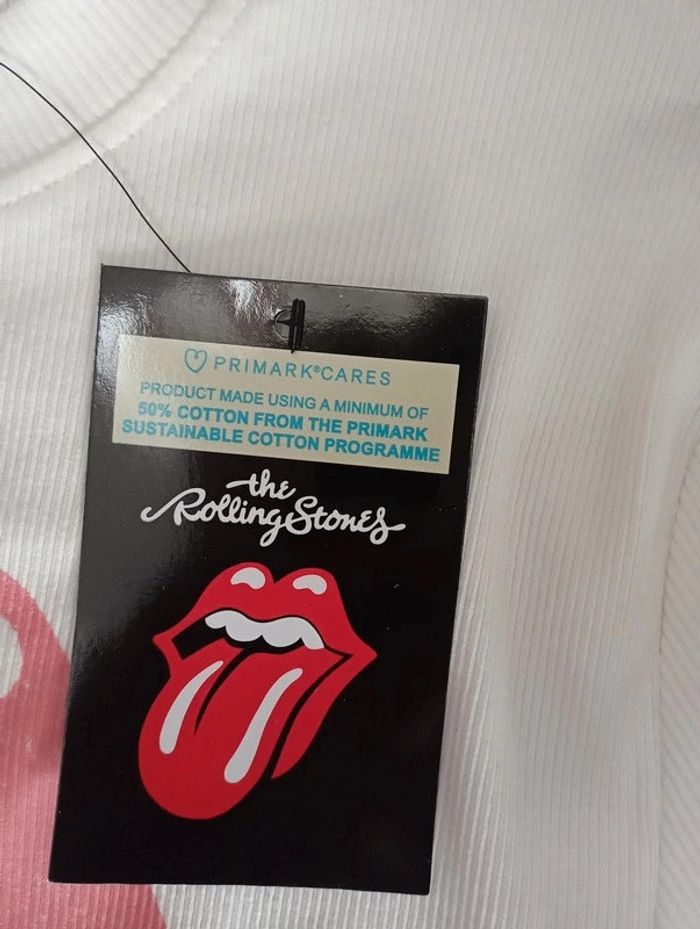 PRIMARK®CARES
PRODUCT MADE USING A MINIMUM OF
50% COTTON FROM THE PRIMARK
SUSTAINABLE COTTON PROGRAMME
the
Rolling Stones